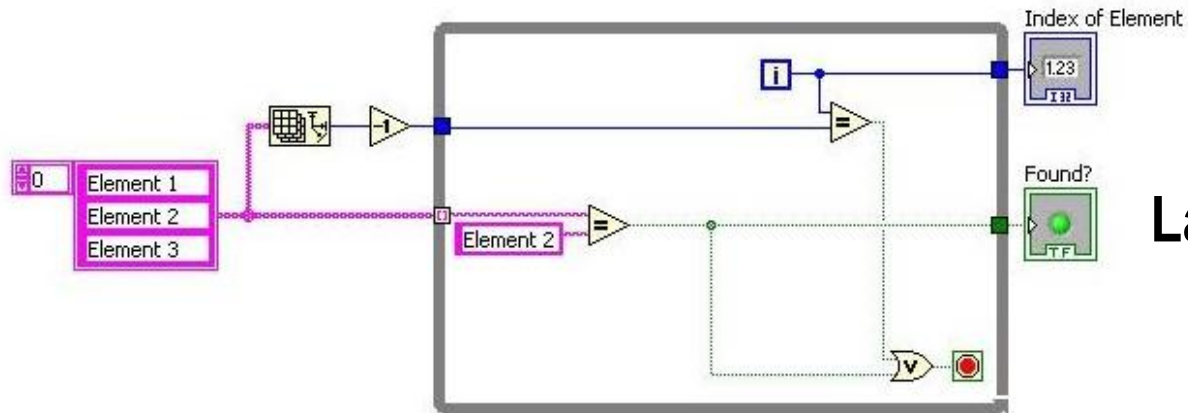 Index of Element
i
1.23
I32
-1
=
0
Element 1
Element 2
Element 3
Element 2
=
Found?
TF
La
V